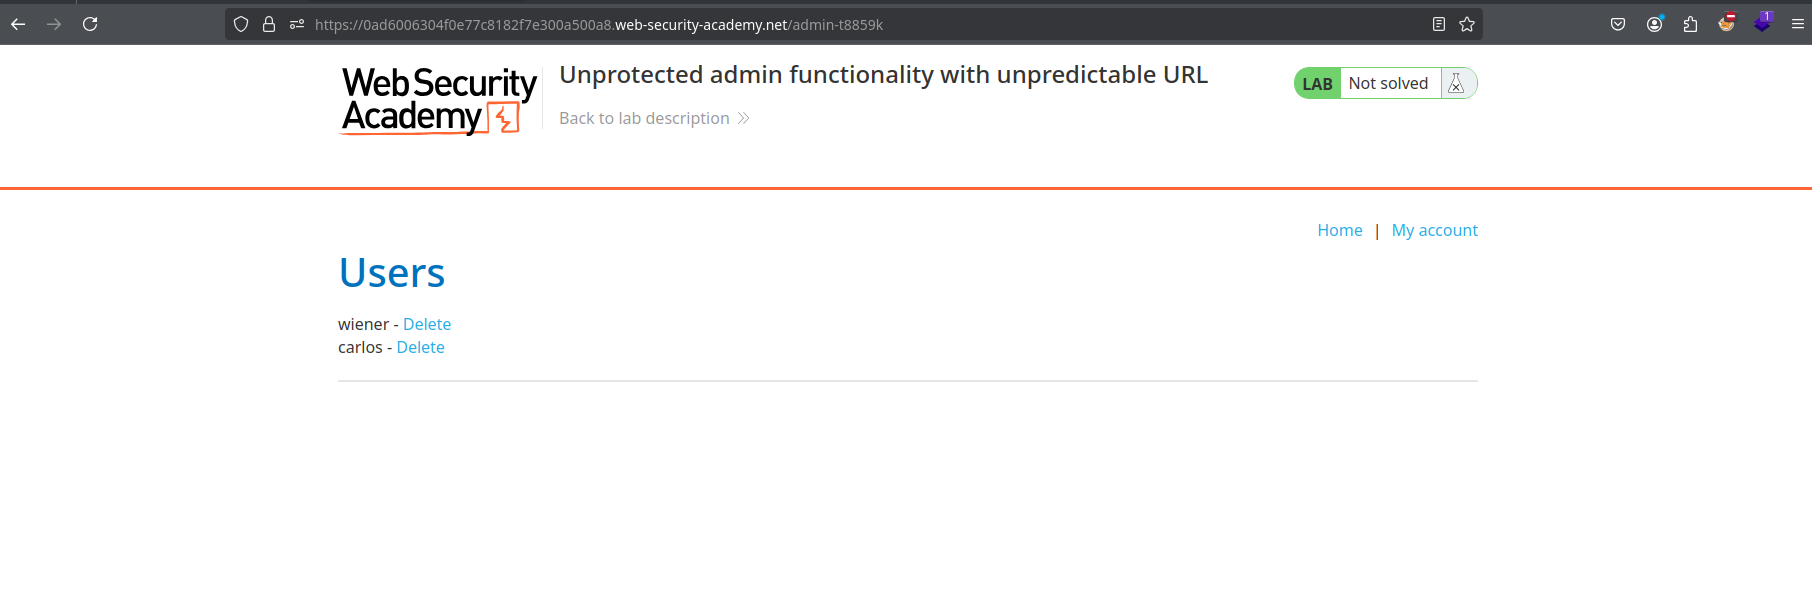 https://0ad6006304f0e77c8182f7e300a500a8.web-security-academy.net/admin-t8859k
1
Web Security
Academy
Unprotected admin functionality with unpredictable URL
Back to lab description
LAB Not solved
Home | My account
Users
wiener - Delete
carlos - Delete